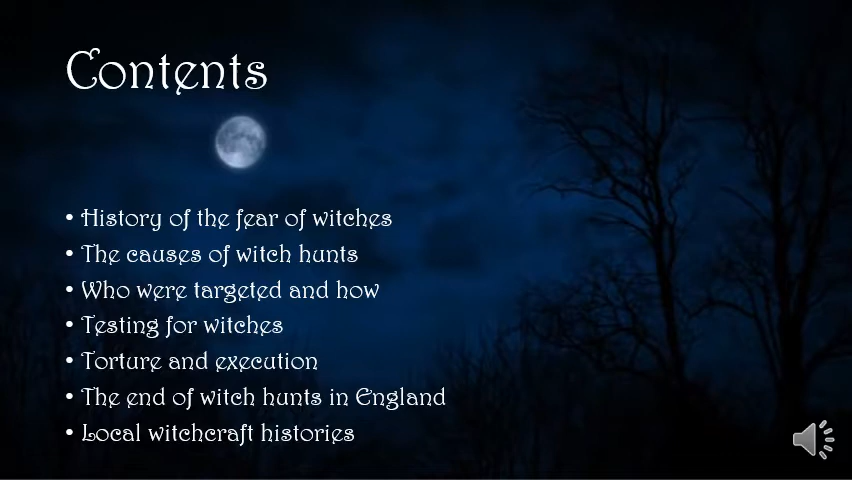 Contents
• History of the fear of witches
• The causes of witch hunts
• Who were targeted and how
• Testing for witches
• Torture and execution
• The end of witch hunts in England
• Local witchcraft histories